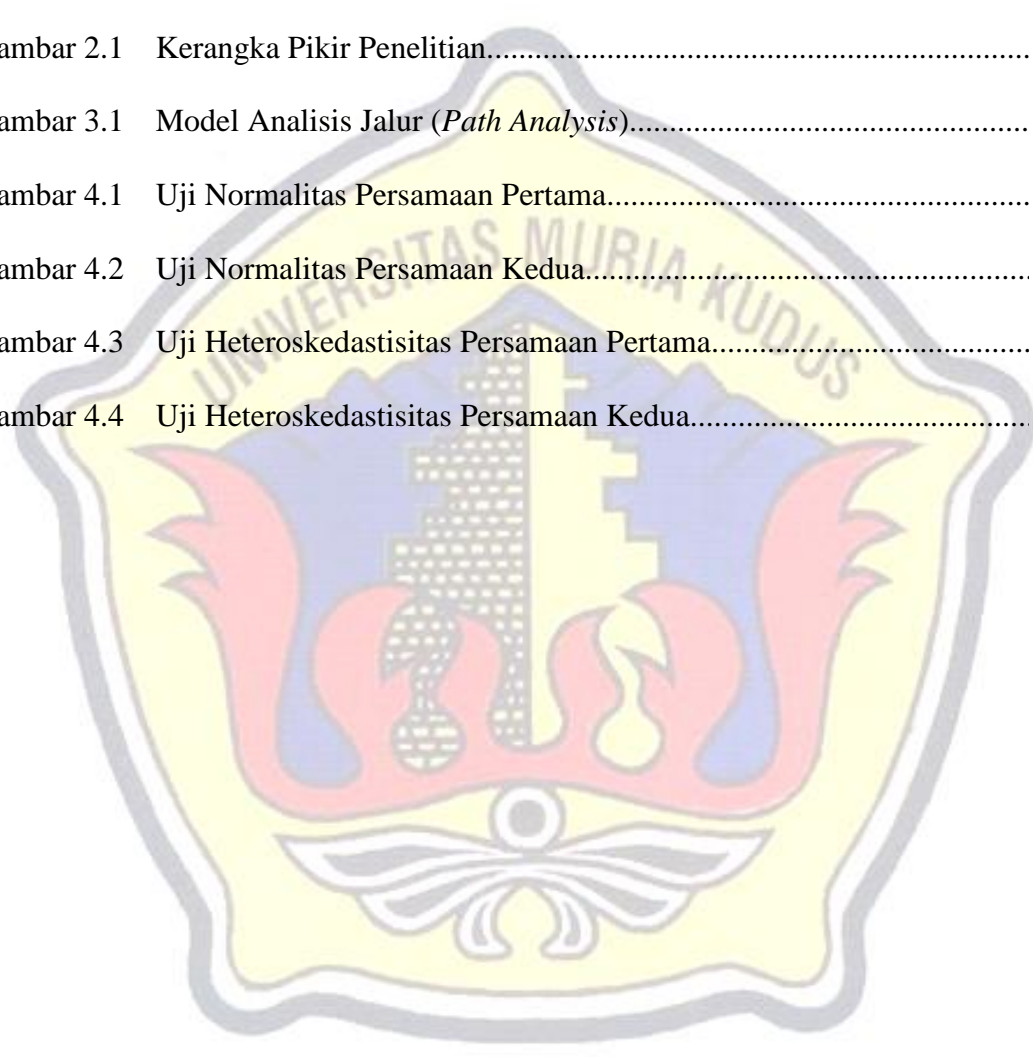 ambar 2.1 Kerangka Pikir Penelitian...............................................................
ambar 3.1 Model Analisis Jalur (Path Analysis)...............................................
ambar 4.1 Uji Normalitas Persamaan Pertama..................................................
ambar 4.2 Uji Normalitas Persamaan Kedua.....................................................
ambar 4.3 Uji Heteroskedastisitas Persamaan Pertama.....................................
ambar 4.4 Uji Heteroskedastisitas Persamaan Kedua........................................
UNIVERSITAS MURIA KUDUS